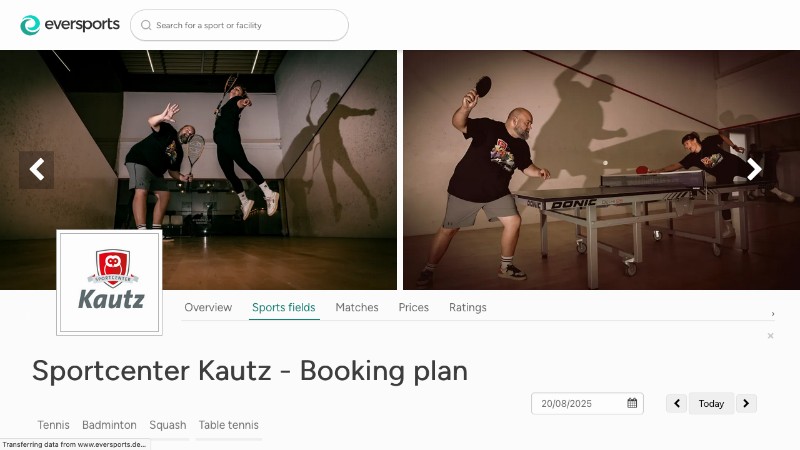 eversports
Search for a sport or facility
DONIC DONIC
SPORTCENTER
Kautz
Overview Sports fields Matches Prices Ratings
Sportcenter Kautz - Booking plan
20/08/2025 Today
Tennis Badminton Squash Table tennis
Transferring data from www.eversports.de...